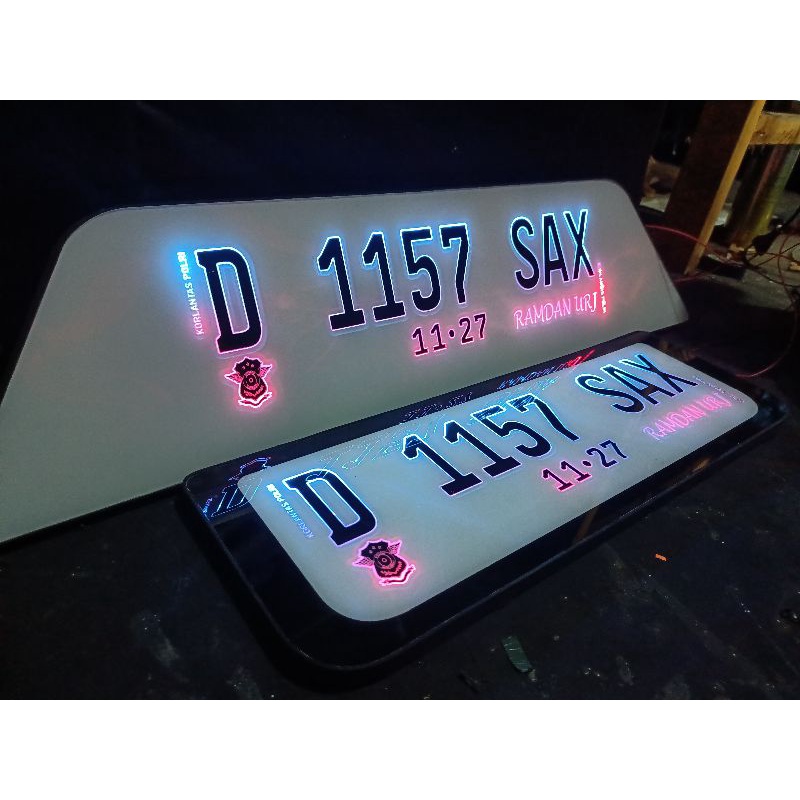 KORLANTAS POLRI
D 1157 SAX
11·27
RAMDAN URJ
KORLANTAS POLRI
D 1157 SAX
11·27
RAMDAN URJ